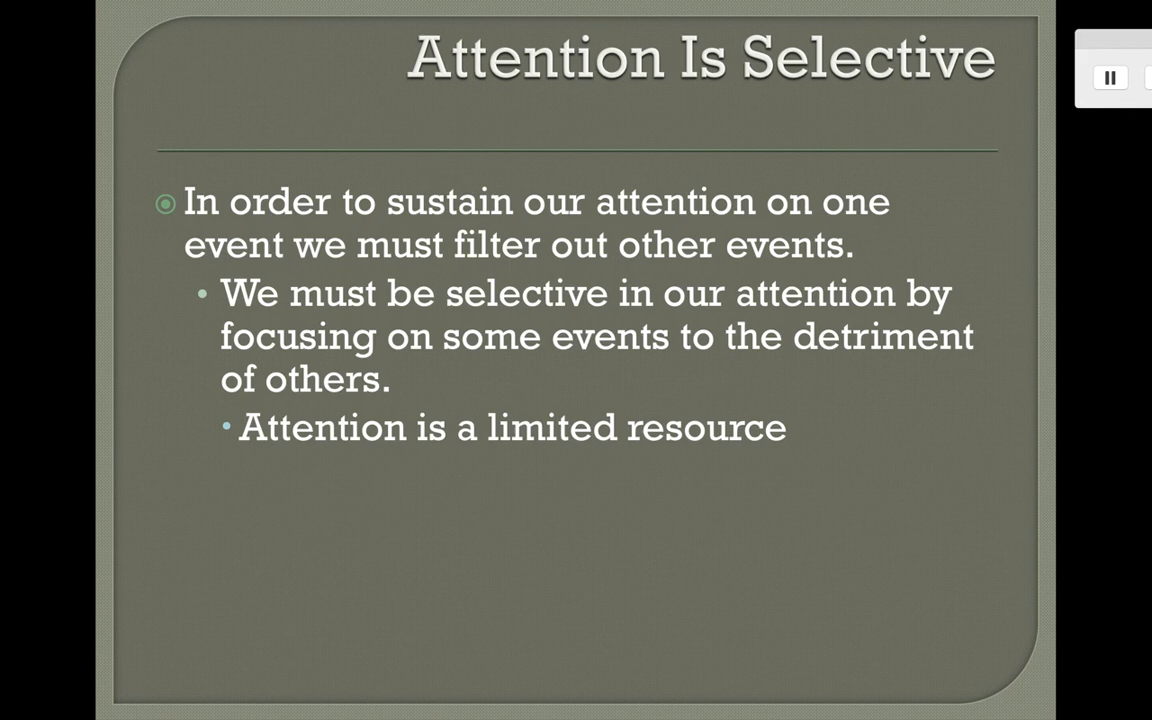 Attention Is Selective
In order to sustain our attention on one
event we must filter out other events.
We must be selective in our attention by
focusing on some events to the detriment
of others.
Attention is a limited resource